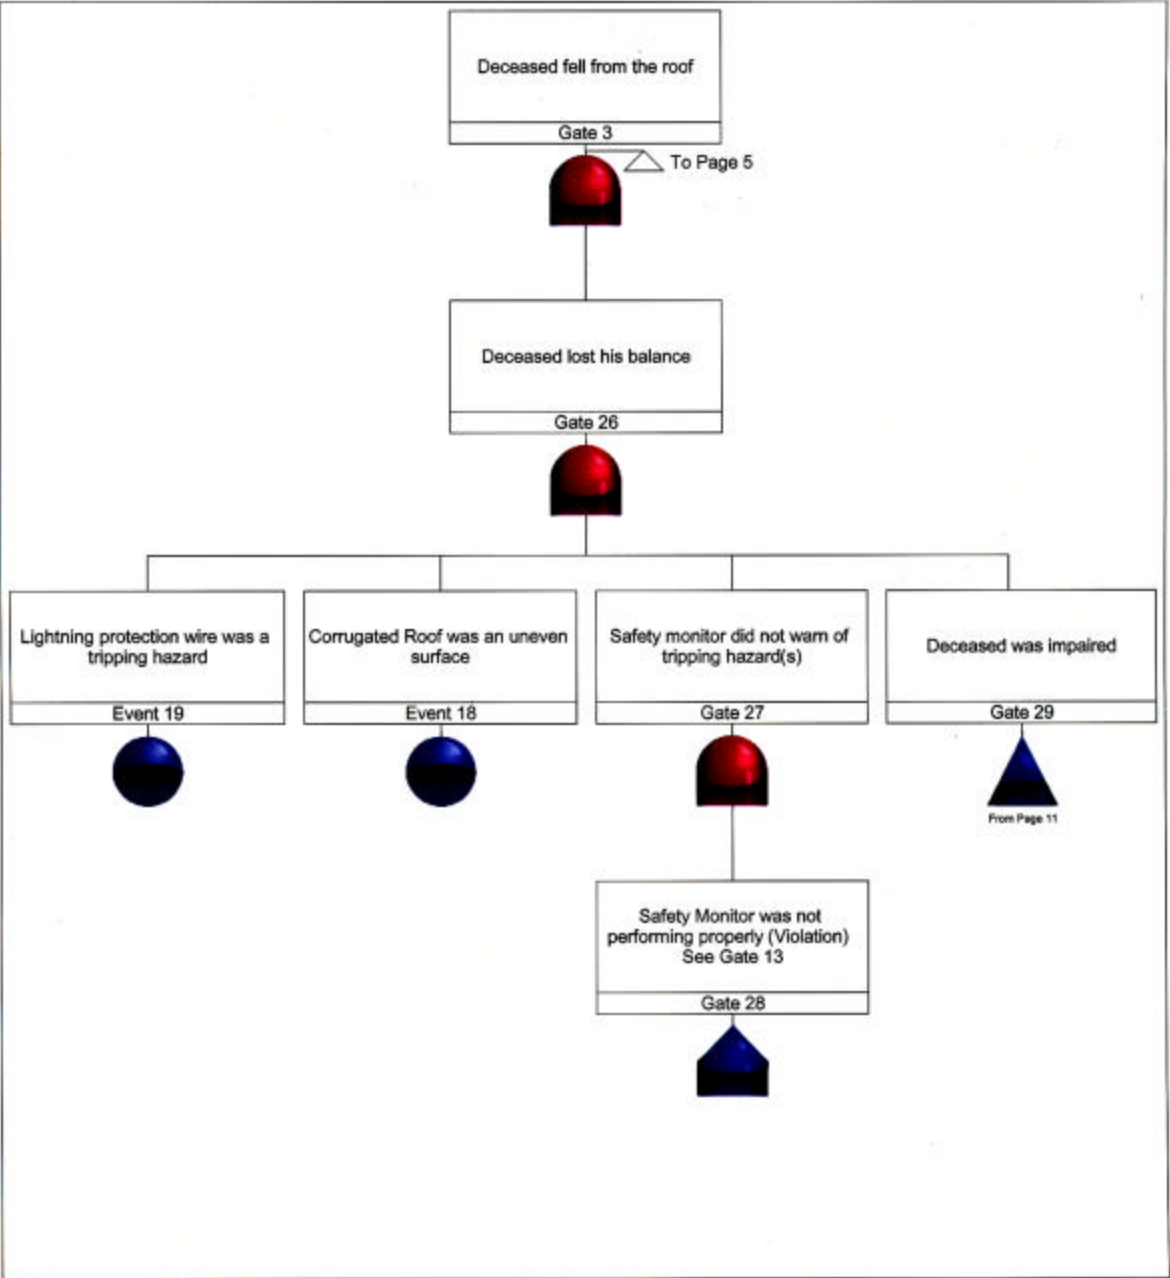 Deceased fell from the roof
Gate 3
To Page 5
Deceased lost his balance
Gate 26
Lightning protection wire was a
tripping hazard
Event 19
Corrugated Roof was an uneven
surface
Event 18
Safety monitor did not warn of
tripping hazard(s)
Gate 27
Deceased was impaired
Gate 29
From Page 11
Safety Monitor was not
performing properly (Violation)
See Gate 13
Gate 28